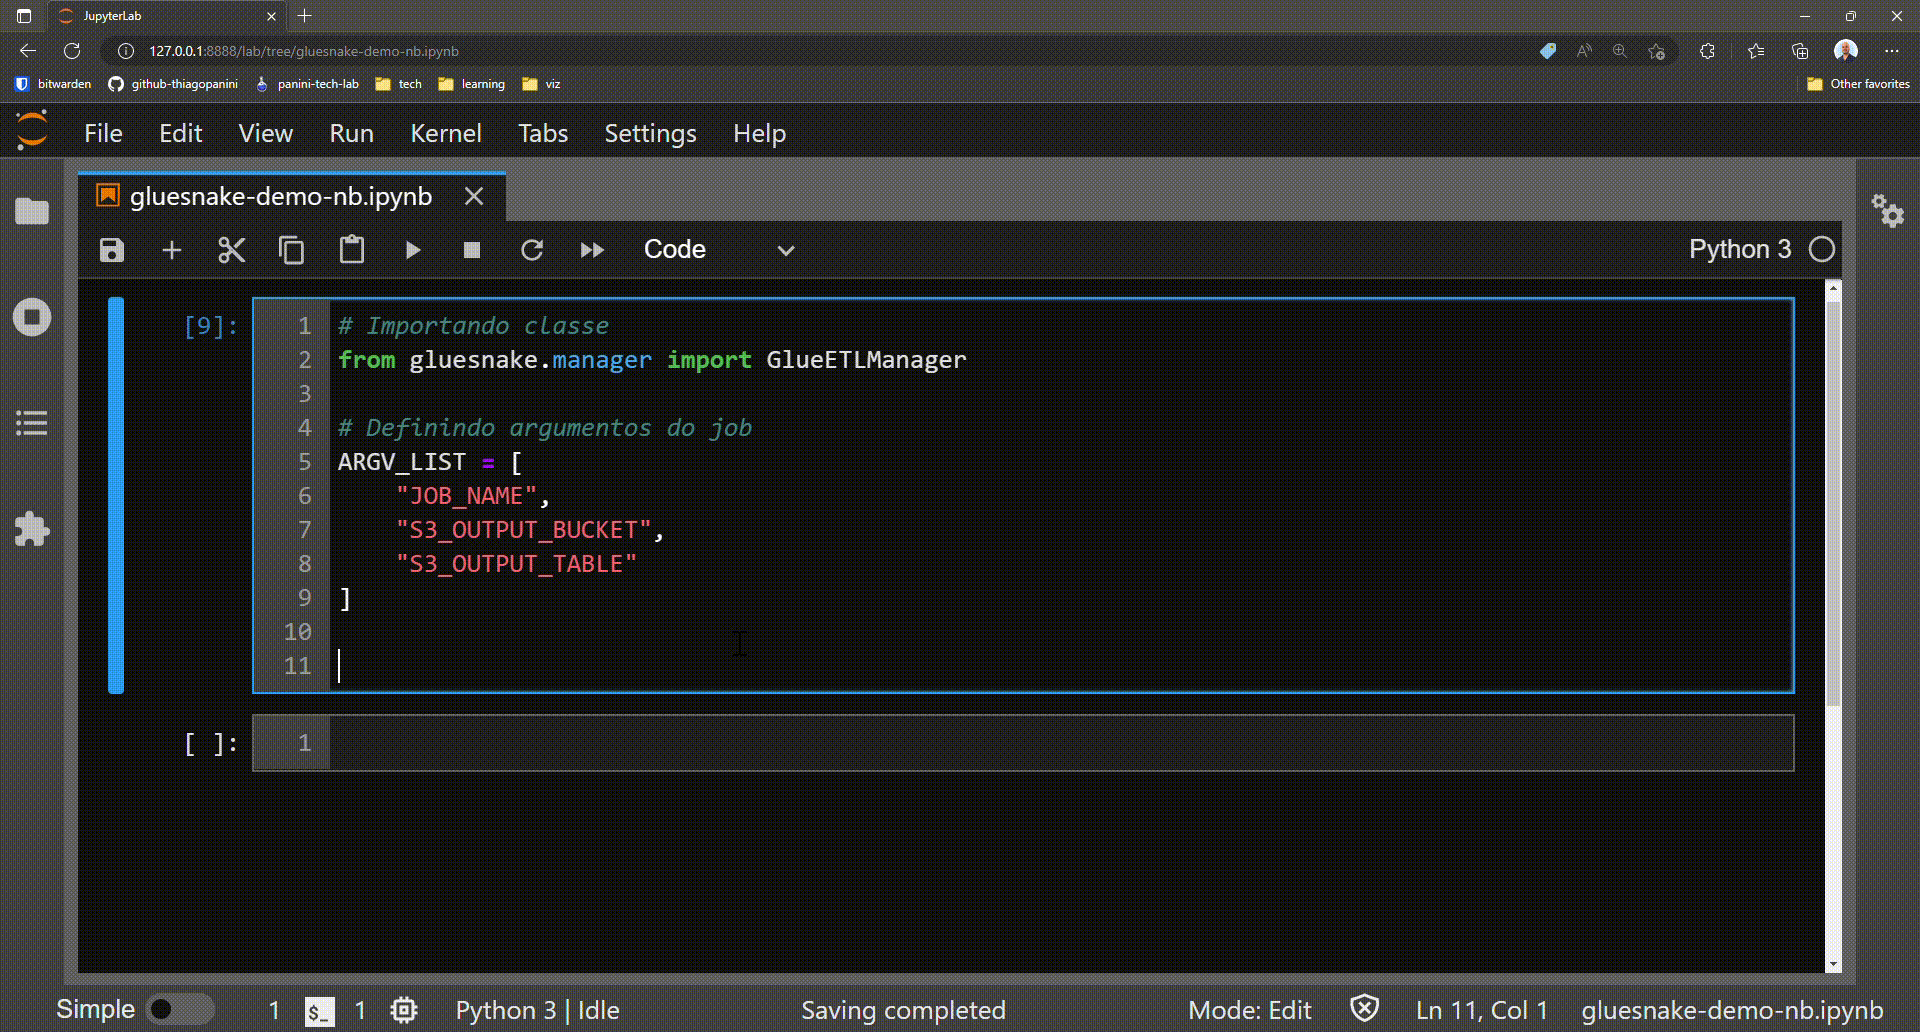 JupyterLab
127.0.0.1:8888/lab/tree/gluesnake-demo-nb.ipynb
bitwarden github-thiagopanini panini-tech-lab tech learning viz Other favorites
File Edit View Run Kernel Tabs Settings Help
gluesnake-demo-nb.ipynb
Code Python 3
[9]: 1 # Importando classe
2 from gluesnake.manager import GlueETLManager
3
4 # Definindo argumentos do job
5 ARGV_LIST = [
6 "JOB_NAME",
7 "S3_OUTPUT_BUCKET",
8 "S3_OUTPUT_TABLE"
9 ]
10
11
[ ]: 1
Simple 1 $_ 1 Python 3 | Idle Saving completed Mode: Edit Ln 11, Col 1 gluesnake-demo-nb.ipynb